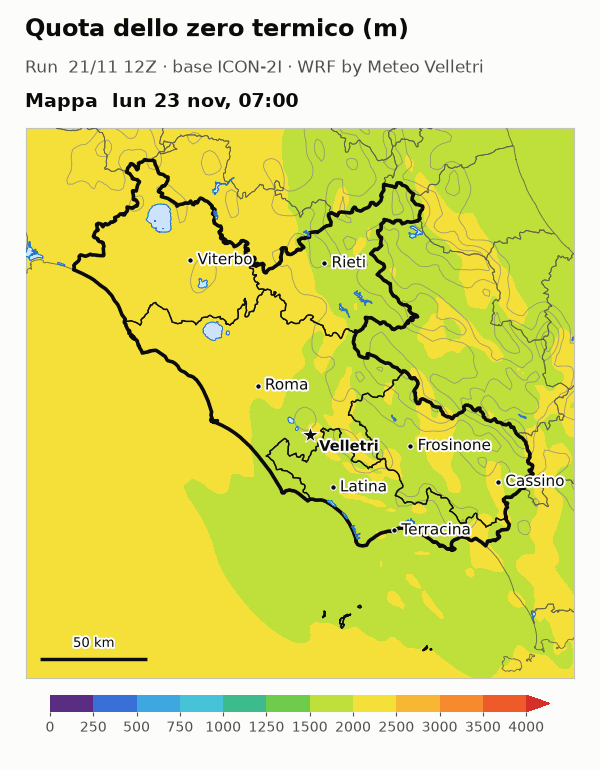 Quota dello zero termico (m)
Run  21/11 12Z · base ICON-2I · WRF by Meteo Velletri
Mappa  lun 23 nov, 07:00
Viterbo
Rieti
Roma
Velletri
Frosinone
Cassino
Latina
Terracina
50 km
0 250 500 750 1000 1250 1500 2000 2500 3000 3500 4000